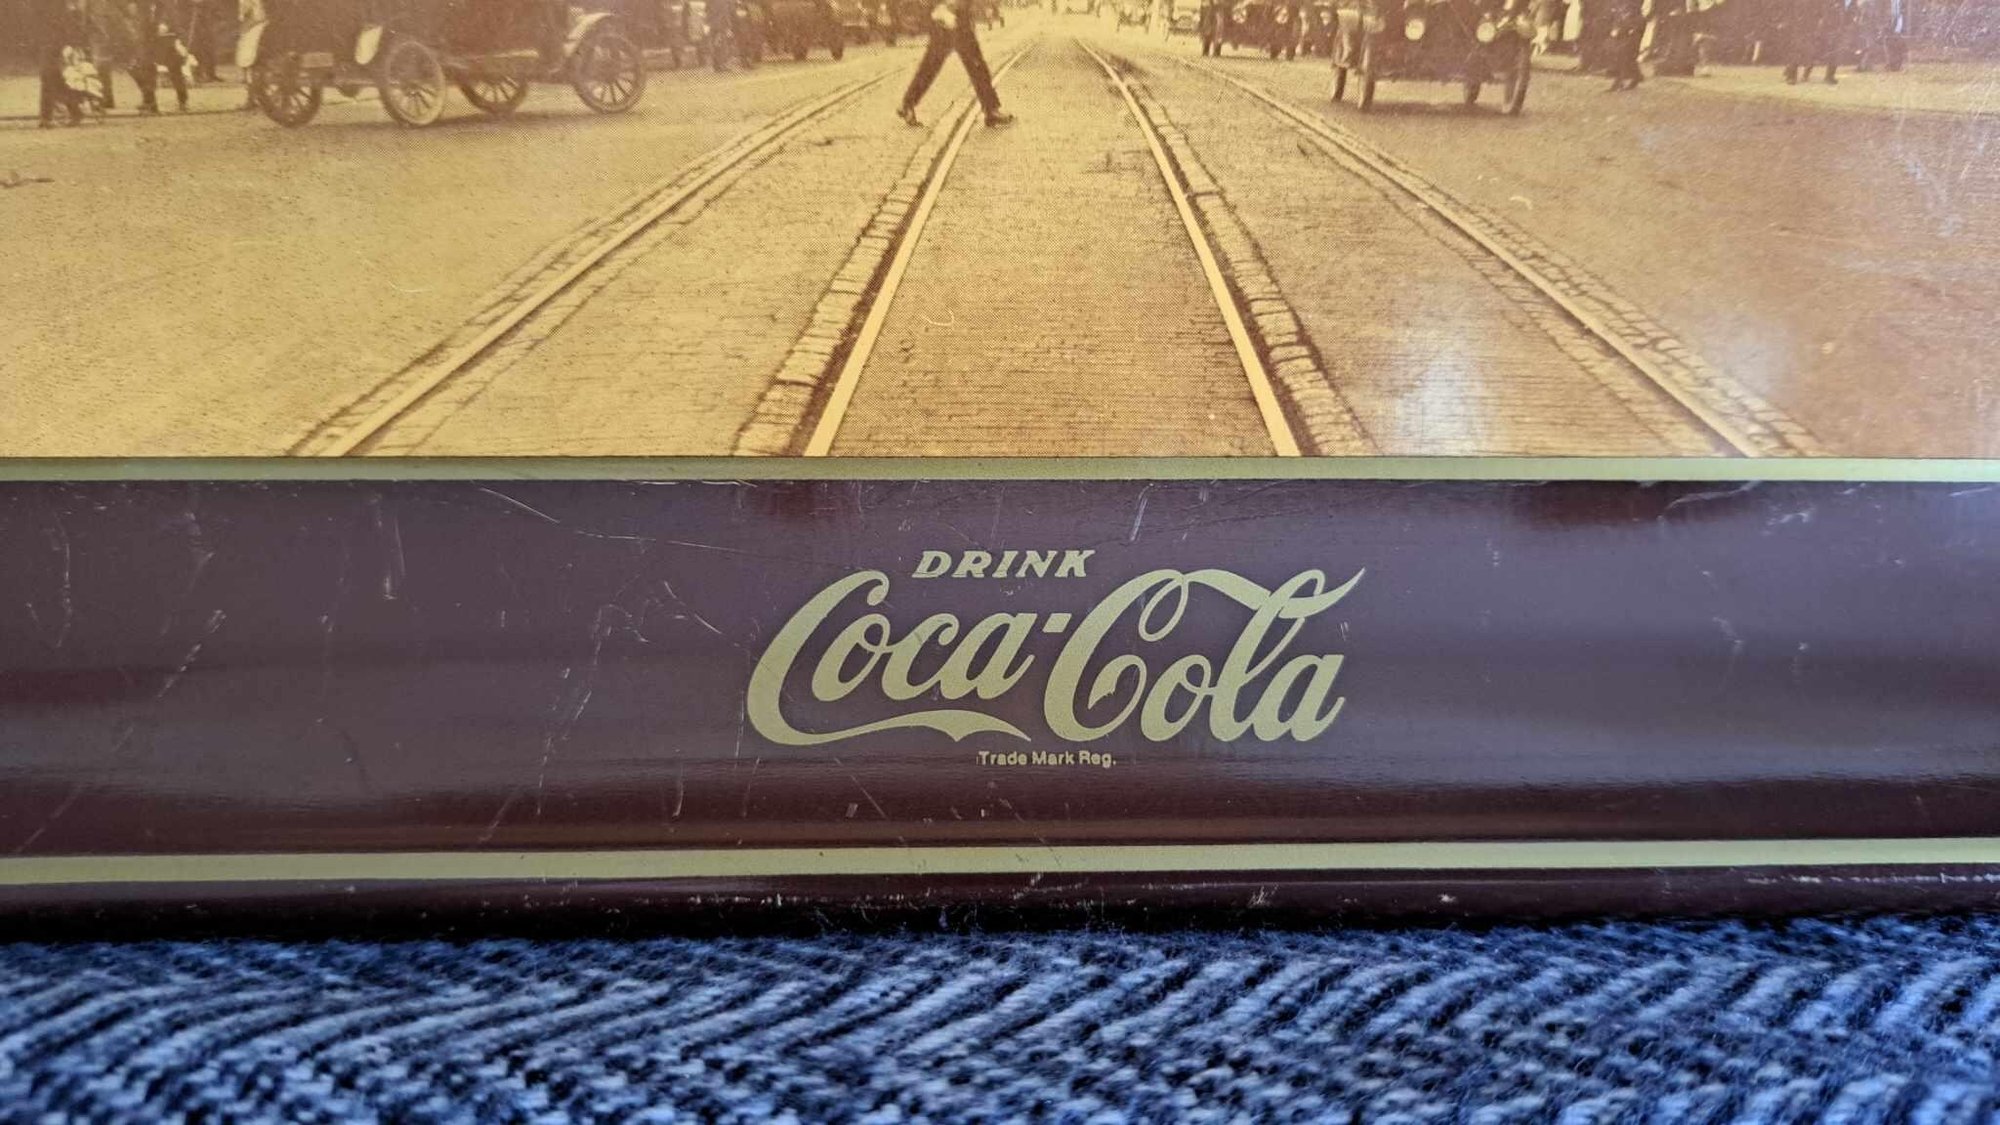 DRINK
Coca-Cola
Trade Mark Reg.